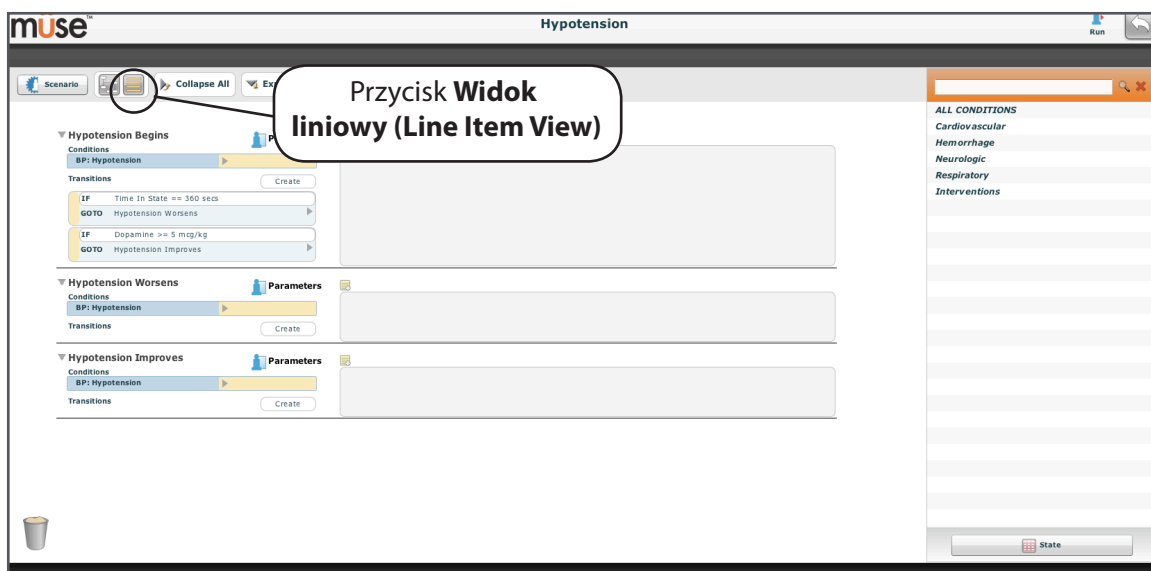 müse™
Hypotension
Run
Scenario
Collapse All
Przycisk Widok
liniowy (Line Item View)
ALL CONDITIONS
Cardiovascular
Hemorrhage
Neurologic
Respiratory
Interventions
Hypotension Begins
Conditions
BP: Hypotension
Transitions
Create
IF Time In State == 360 secs
GOTO Hypotension Worsens
IF Dopamine >= 5 mcg/kg
GOTO Hypotension Improves
Hypotension Worsens
Parameters
Conditions
BP: Hypotension
Transitions
Create
Hypotension Improves
Parameters
Conditions
BP: Hypotension
Transitions
Create
State